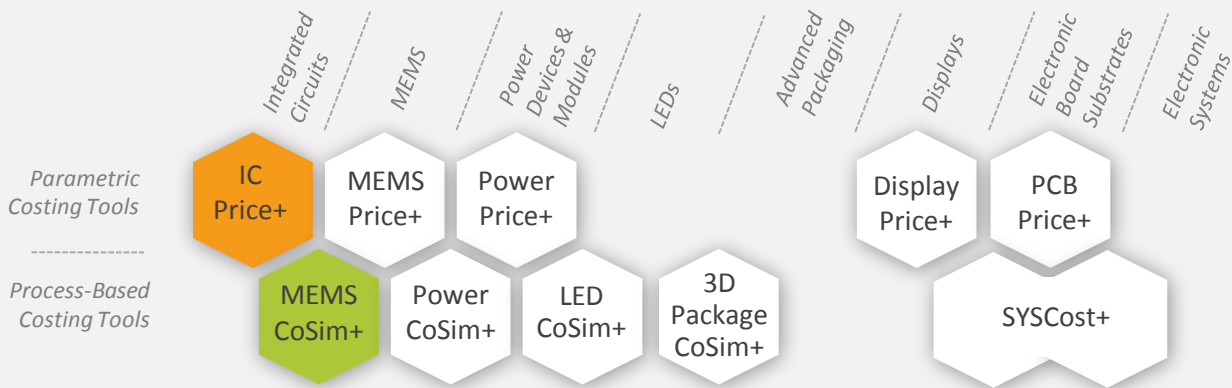 Integrated
Circuits
MEMS
Power
Devices &
Modules
LEDs
Advanced
Packaging
Displays
Electronic
Board
Substrates
Electronic
Systems
Parametric
Costing Tools
IC
Price+
MEMS
Price+
Power
Price+
Display
Price+
PCB
Price+
Process-Based
Costing Tools
MEMS
CoSim+
Power
CoSim+
LED
CoSim+
3D
Package
CoSim+
SYSCost+